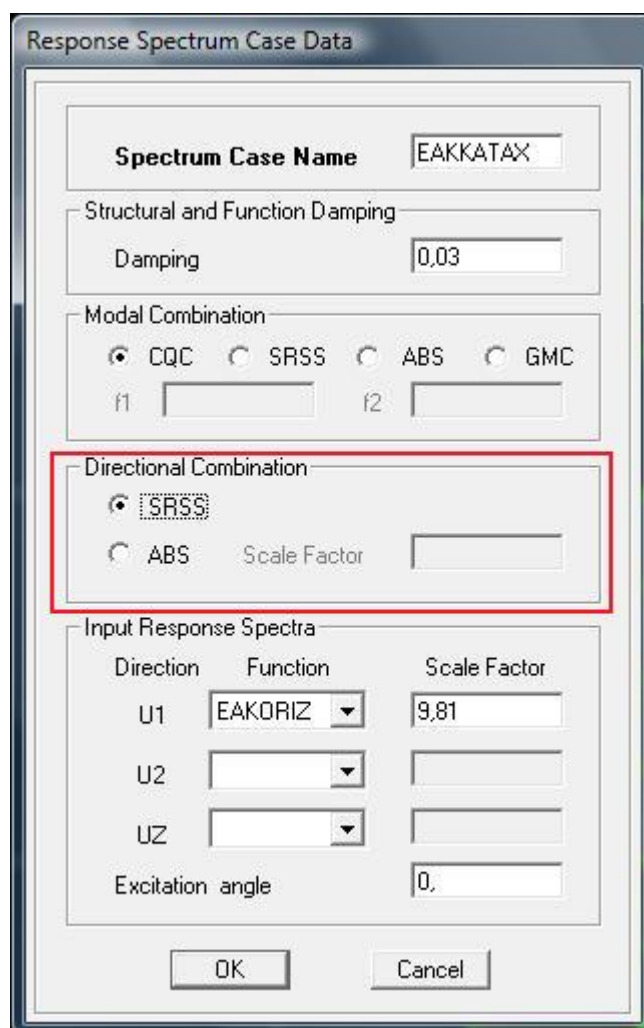 Response Spectrum Case Data
Spectrum Case Name EAKKATAX
Structural and Function Damping
Damping 0,03
Modal Combination
CQC SRSS ABS GMC
f1 f2
Directional Combination
SRSS
ABS Scale Factor
Input Response Spectra
Direction Function Scale Factor
U1 EAKORIZ 9,81
U2
UZ
Excitation angle 0,
OK Cancel